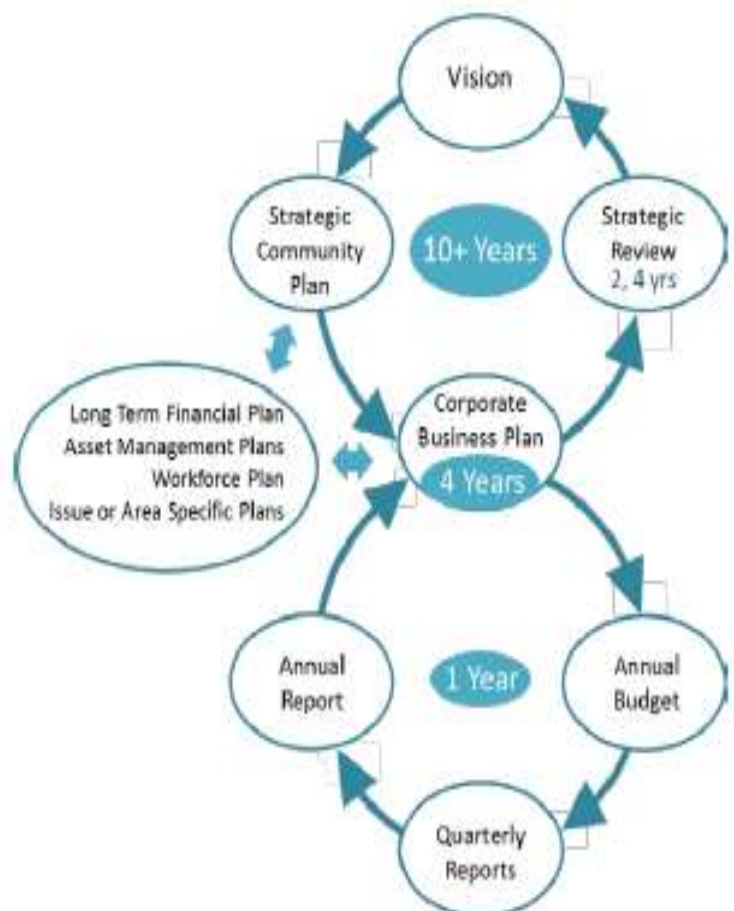 Vision
Strategic
Community
Plan
10+ Years
Strategic
Review
2, 4 yrs
Long Term Financial Plan
Asset Management Plans
Workforce Plan
Issue or Area Specific Plans
Corporate
Business Plan
4 Years
Annual
Report
1 Year
Annual
Budget
Quarterly
Reports